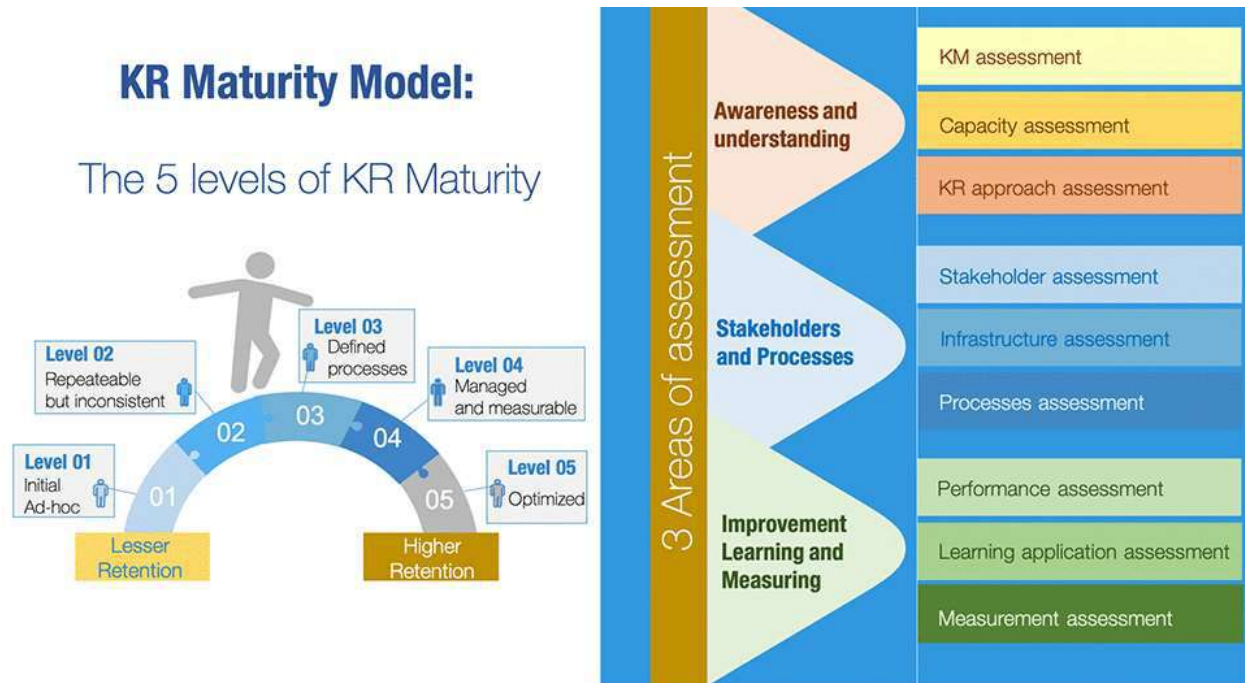 KR Maturity Model:
The 5 levels of KR Maturity
Level 01
Initial
Ad-hoc
Level 02
Repeateable
but inconsistent
Level 03
Defined
processes
Level 04
Managed
and measurable
Level 05
Optimized
01
02
03
04
05
Lesser
Retention
Higher
Retention
3 Areas of assessment
Awareness and
understanding
KM assessment
Capacity assessment
KR approach assessment
Stakeholders
and Processes
Stakeholder assessment
Infrastructure assessment
Processes assessment
Improvement
Learning and
Measuring
Performance assessment
Learning application assessment
Measurement assessment